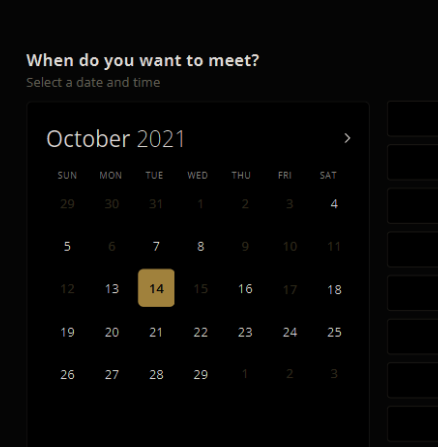 When do you want to meet?
Select a date and time
October 2021
SUN MON TUE WED THU FRI SAT
29 30 31 1 2 3 4
5 6 7 8 9 10 11
12 13 14 15 16 17 18
19 20 21 22 23 24 25
26 27 28 29 1 2 3